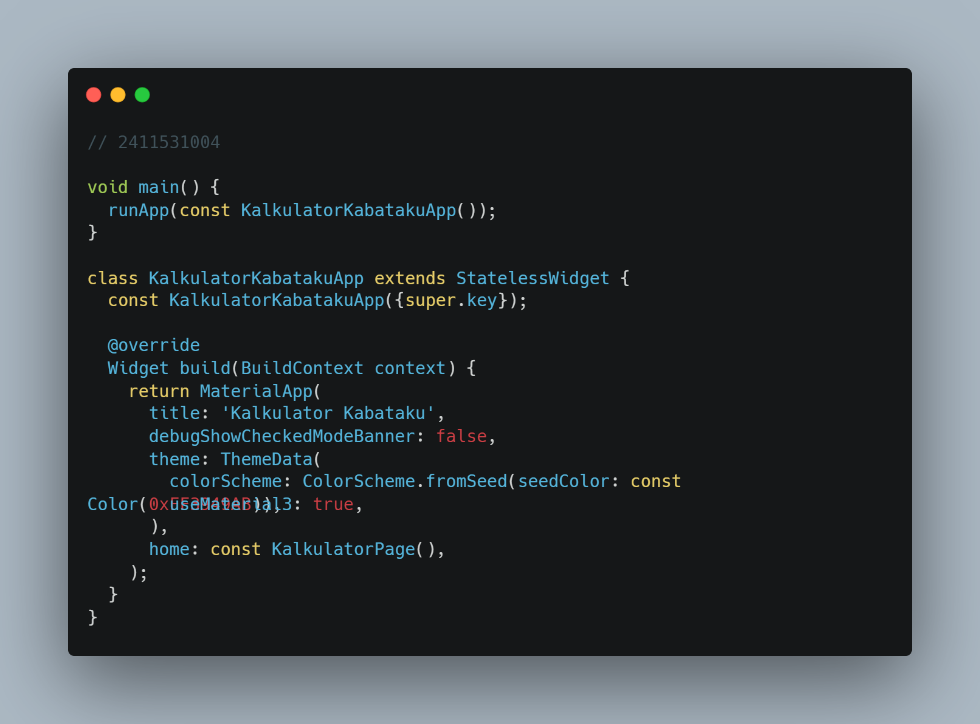 // 2411531004
void main() {
runApp(const KalkulatorKabatakuApp());
}
class KalkulatorKabatakuApp extends StatelessWidget {
const KalkulatorKabatakuApp({super.key});
@override
Widget build(BuildContext context) {
return MaterialApp(
title: 'Kalkulator Kabataku',
debugShowCheckedModeBanner: false,
theme: ThemeData(
colorScheme: ColorScheme.fromSeed(seedColor: const
Color(
useMaterial3: true,
),
home: const KalkulatorPage(),
);
}
}